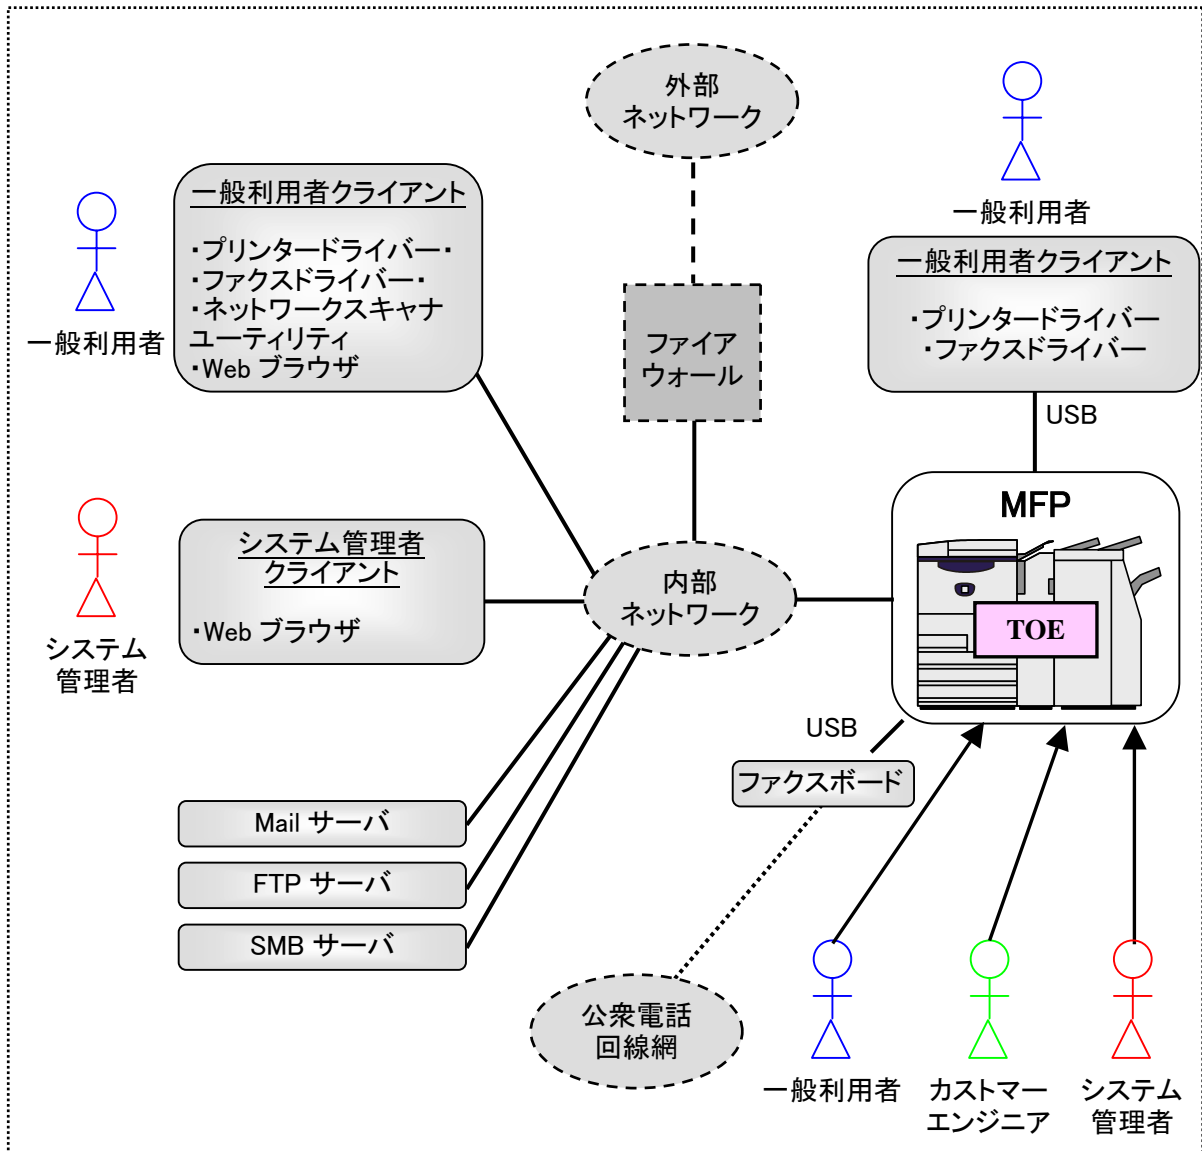 外部
ネットワーク
一般利用者
一般利用者クライアント
・プリンタードライバー・
・ファクスドライバー・
・ネットワークスキャナ
ユーティリティ
・Web ブラウザ
一般利用者
一般利用者クライアント
・プリンタードライバー
・ファクスドライバー
ファイア
ウォール
USB
MFP
TOE
システム管理者
クライアント
・Web ブラウザ
システム
管理者
内部
ネットワーク
USB
ファクスボード
Mail サーバ
FTP サーバ
SMB サーバ
公衆電話
回線網
一般利用者
カストマー
エンジニア
システム
管理者